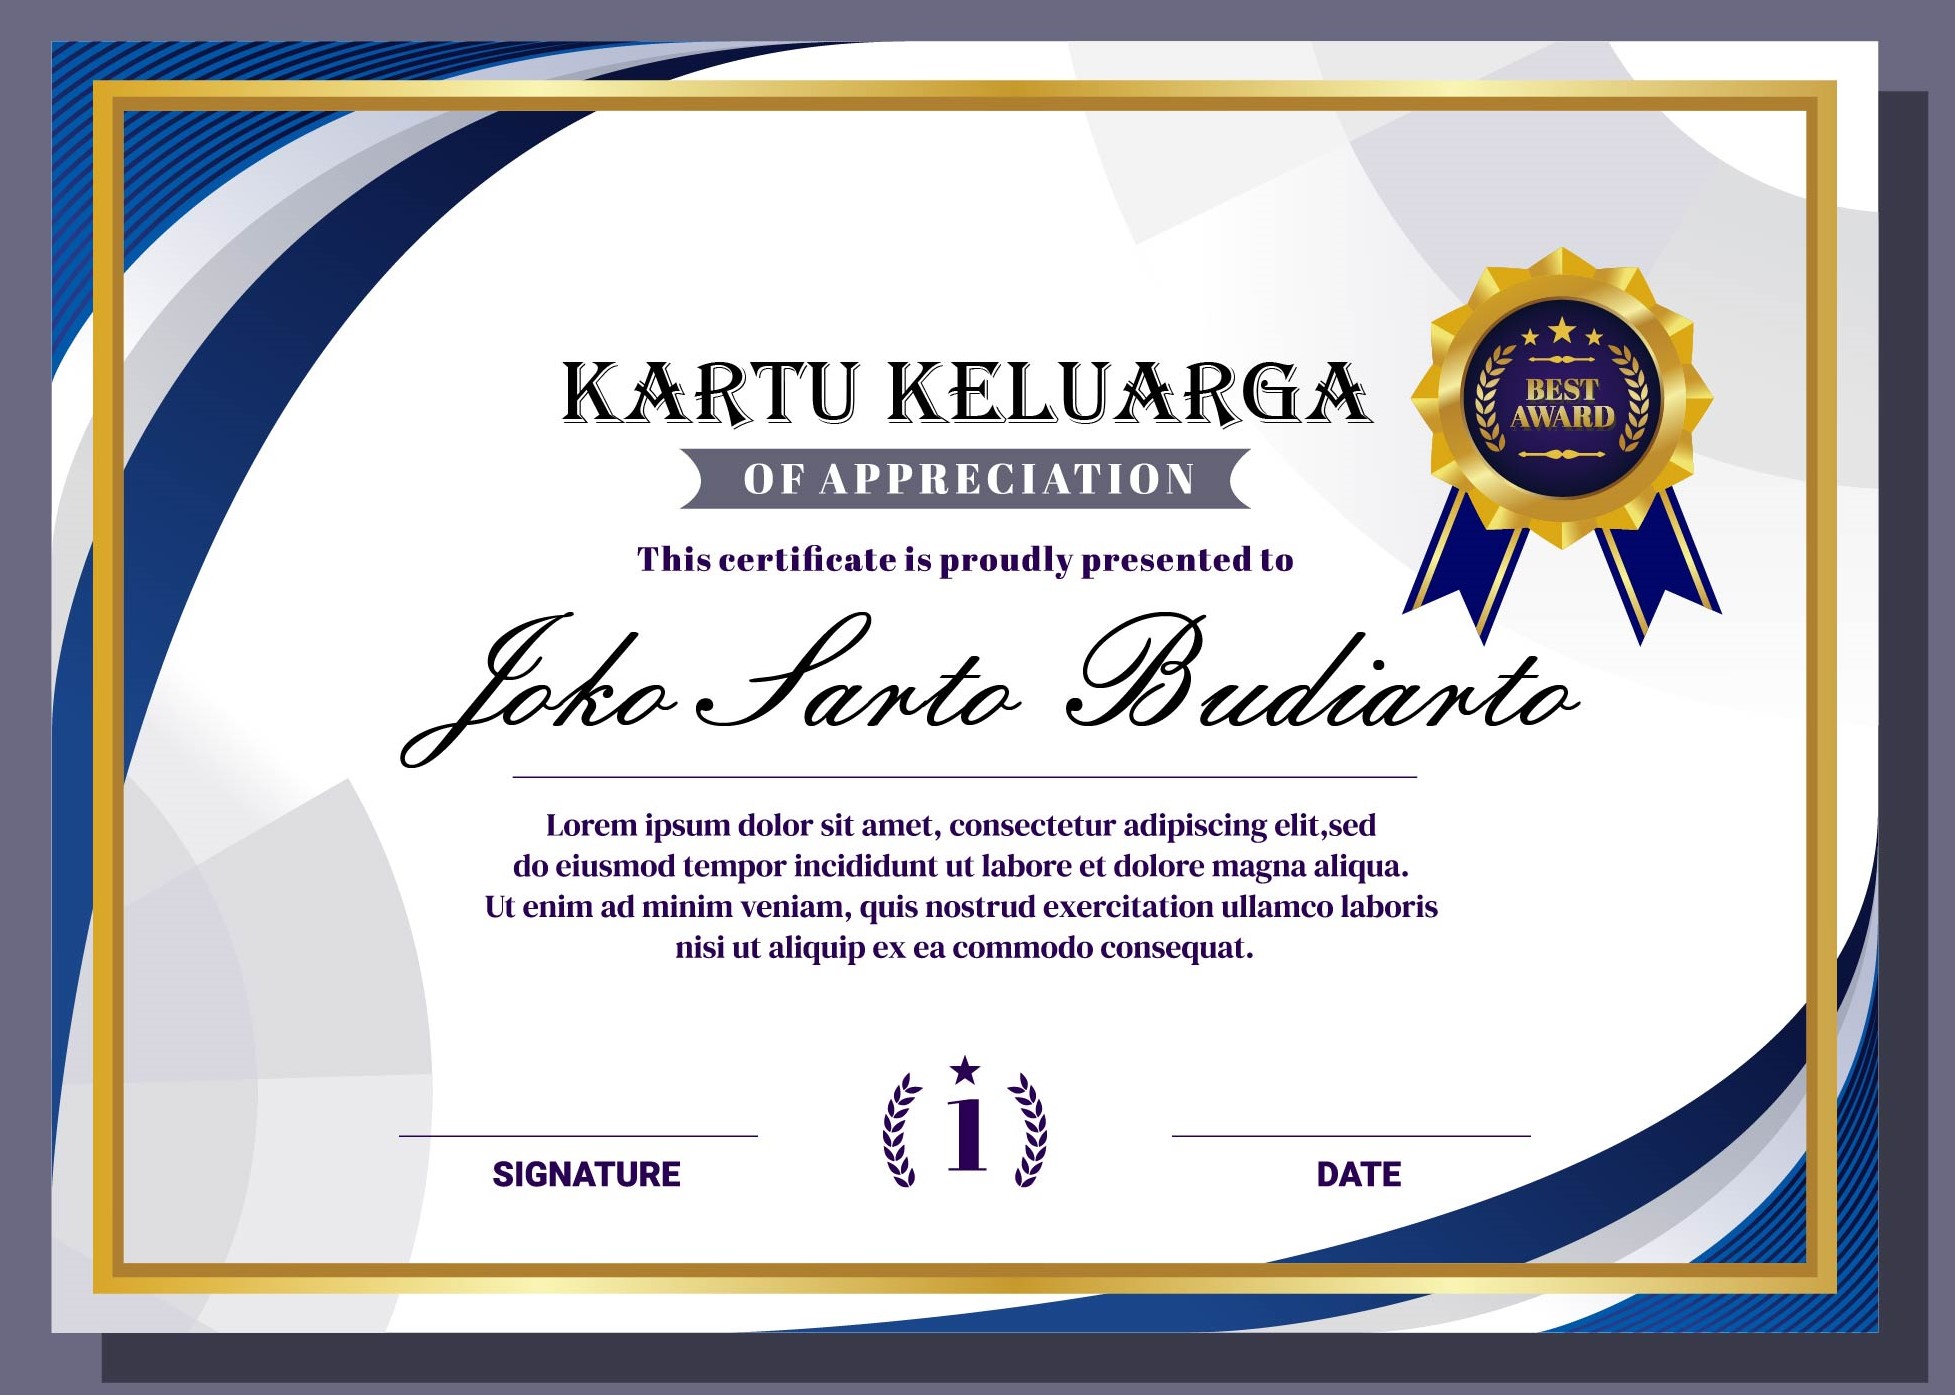 KARTU KELUARGA
OF APPRECIATION
BEST
AWARD
This certificate is proudly presented to
Joko Sarto Budiarto
Lorem ipsum dolor sit amet, consectetur adipiscing elit,sed
do eiusmod tempor incididunt ut labore et dolore magna aliqua.
Ut enim ad minim veniam, quis nostrud exercitation ullamco laboris
nisi ut aliquip ex ea commodo consequat.
1
SIGNATURE
DATE